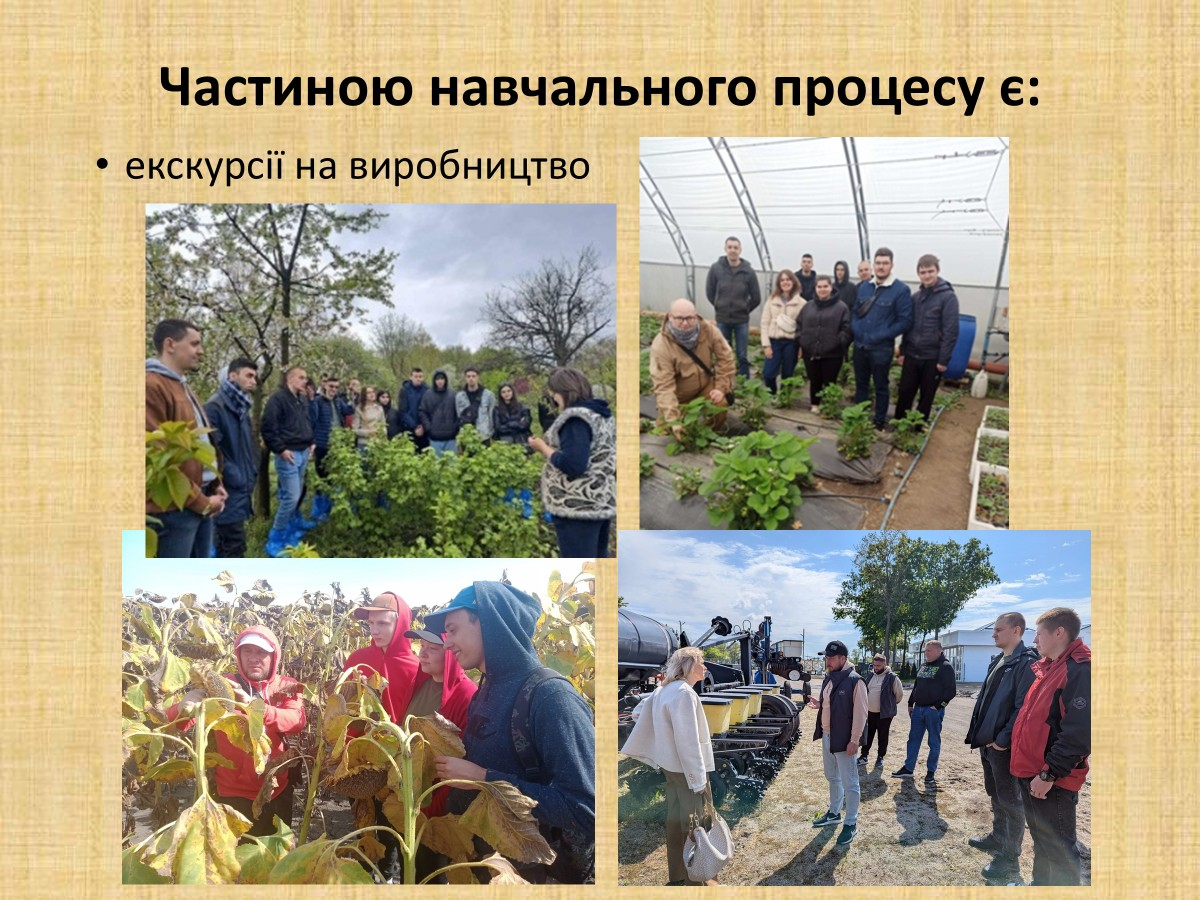 Частиною навчального процесу є:
• екскурсії на виробництво